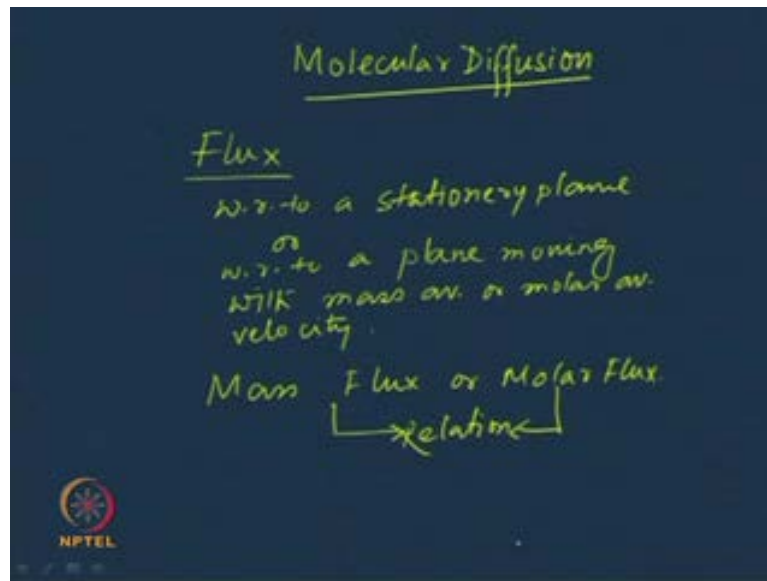 Molecular Diffusion
Flux
w.r.to a stationery plane
or
w.r.to a plane moving
with mass av. or molar av.
velocity.
Mass Flux or Molar Flux.
Relation
NPTEL